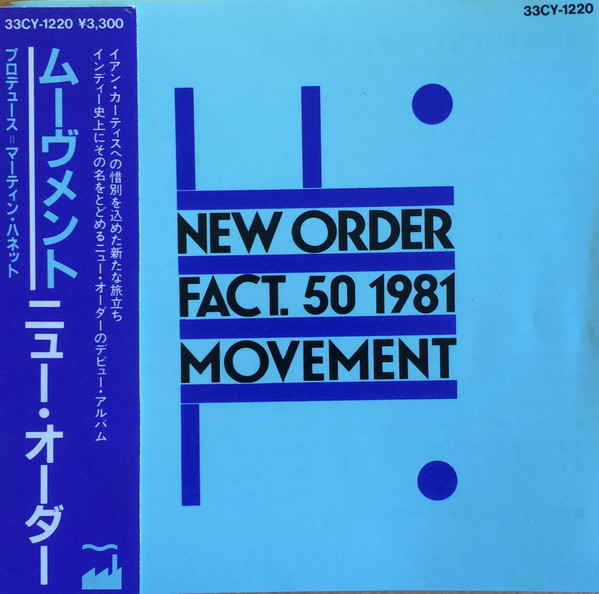 33CY-1220 ¥3,300
ムーヴメント
ニュー・オーダー
プロデュース=マーティン・ハネット
イアン・カーティスへの惜別を込めた新たな旅立ち
インディー史上にその名をとどめるニュー・オーダーのデビュー・アルバム
33CY-1220
NEW ORDER
FACT. 50 1981
MOVEMENT